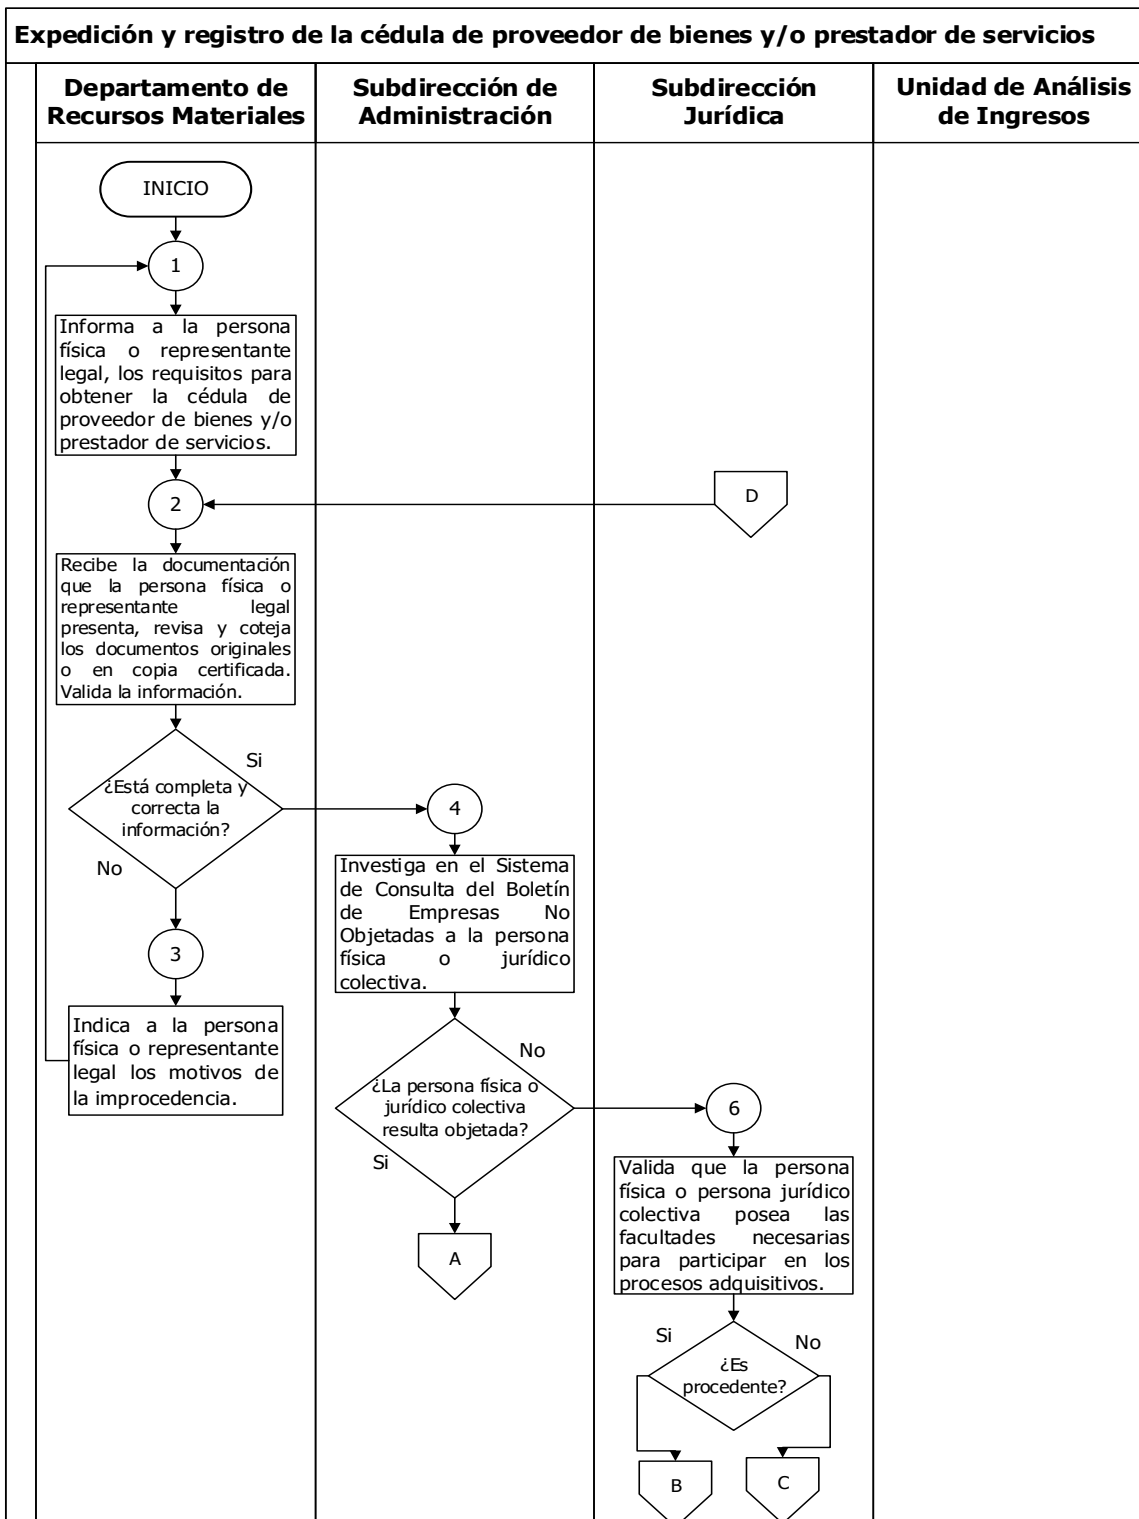 Expedición y registro de la cédula de proveedor de bienes y/o prestador de servicios
Departamento de
Recursos Materiales
Subdirección de
Administración
Subdirección
Jurídica
Unidad de Análisis
de Ingresos
INICIO
1
Informa a la persona
física o representante
legal, los requisitos para
obtener la cédula de
proveedor de bienes y/o
prestador de servicios.
2
D
Recibe la documentación
que la persona física o
representante legal
presenta, revisa y coteja
los documentos originales
o en copia certificada.
Valida la información.
Si
¿Está completa y
correcta la
información?
No
4
3
Investiga en el Sistema
de Consulta del Boletín
de Empresas No
Objetadas a la persona
física o jurídico
colectiva.
Indica a la persona
física o representante
legal los motivos de
la improcedencia.
No
¿La persona física o
jurídico colectiva
resulta objetada?
Si
6
A
Valida que la persona
física o persona jurídico
colectiva posea las
facultades necesarias
para participar en los
procesos adquisitivos.
Si
No
¿Es
procedente?
B
C